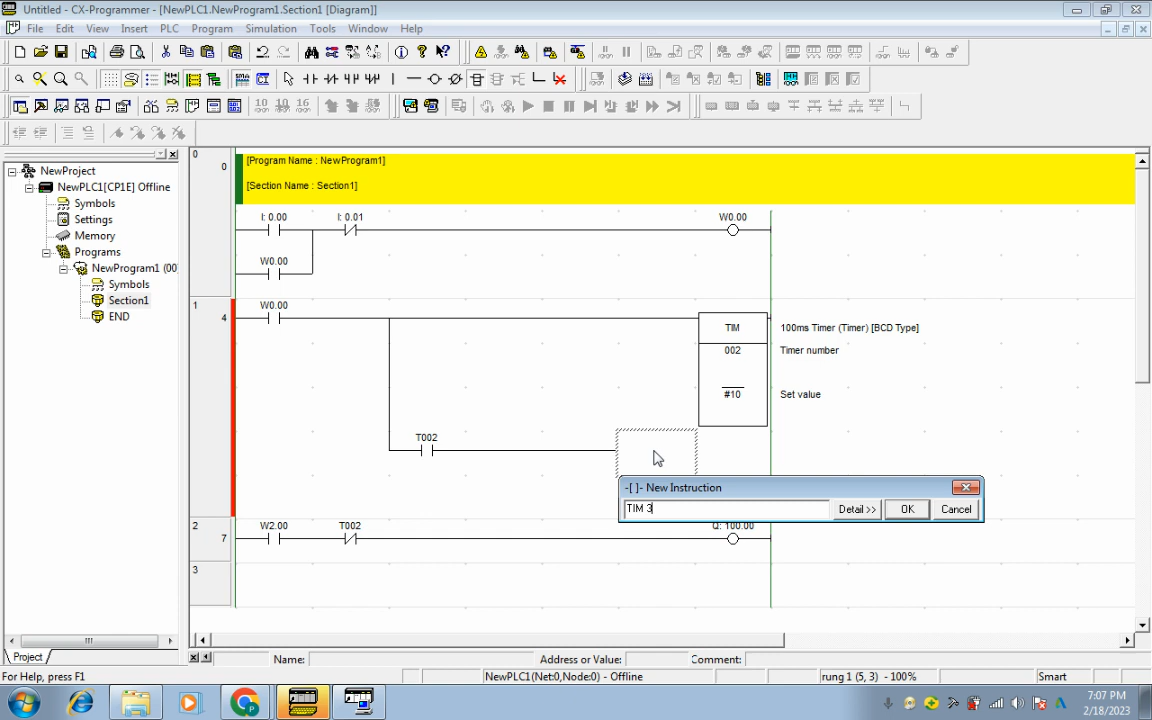 Untitled - CX-Programmer - [NewPLC1.NewProgram1.Section1 [Diagram]]
File Edit View Insert PLC Program Simulation Tools Window Help
10 10 16
NewProject
NewPLC1[CP1E] Offline
Symbols
Settings
Memory
Programs
NewProgram1 (00
Symbols
Section1
END
Project
0
0
[Program Name : NewProgram1]
[Section Name : Section1]
I: 0.00 I: 0.01 W0.00
W0.00
1
4
W0.00
TIM 100ms Timer (Timer) [BCD Type]
002 Timer number
#10 Set value
T002
-[ ]- New Instruction
TIM 3 Detail >> OK Cancel
2
7
W2.00 T002 Q: 100.00
3
Name: Address or Value: Comment:
For Help, press F1 NewPLC1(Net:0,Node:0) - Offline rung 1 (5, 3) - 100% Smart
7:07 PM
2/18/2023